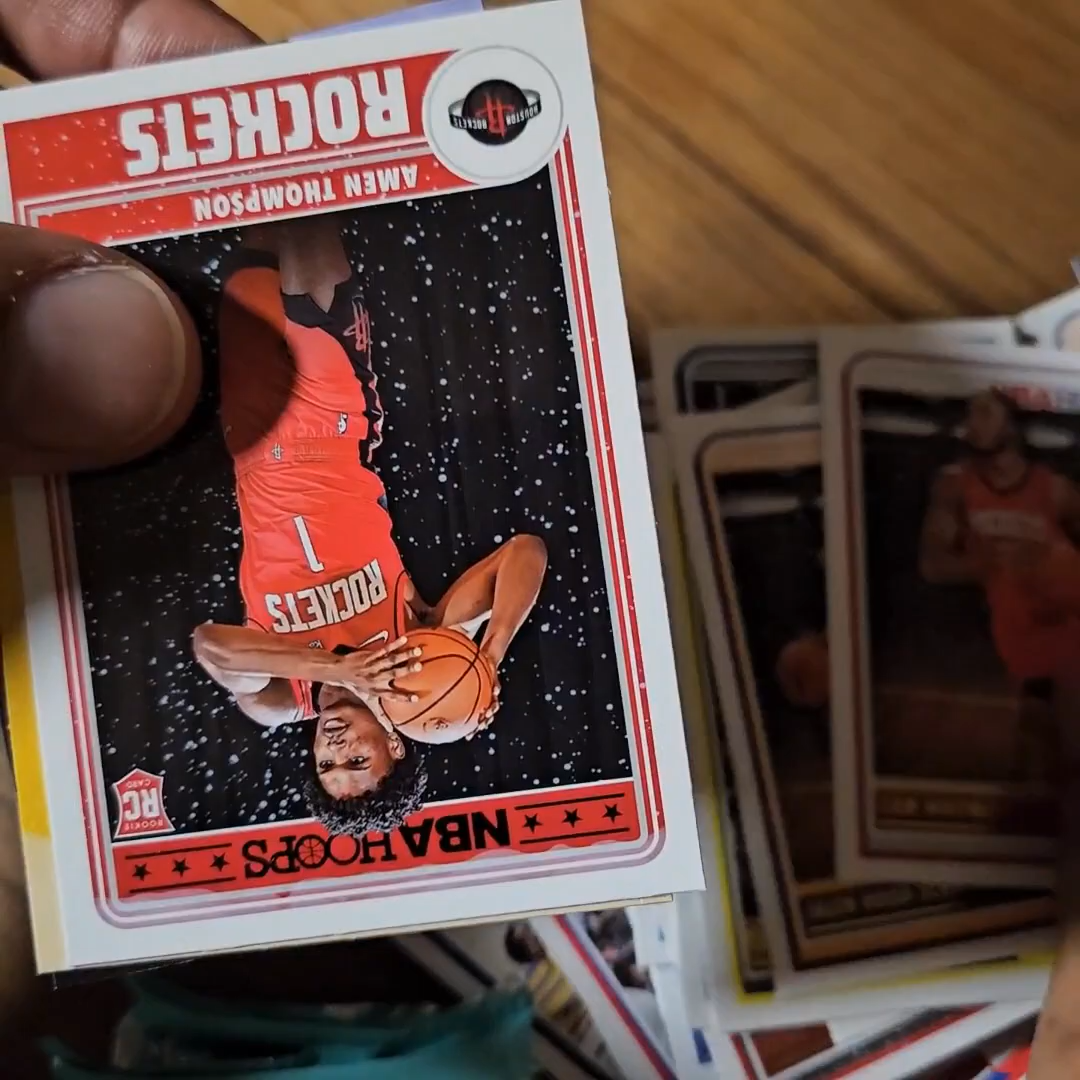 NBA HOOPS
ROOKIE
RC
CARD
ROCKETS
1
AMEN THOMPSON
ROCKETS
HOUSTON ROCKETS